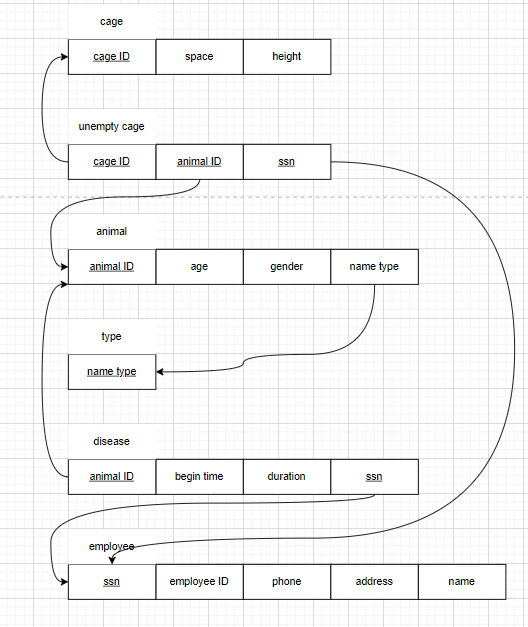 cage
cage ID space height
unempty cage
cage ID animal ID ssn
animal
animal ID age gender name type
type
name type
disease
animal ID begin time duration ssn
employee
ssn employee ID phone address name